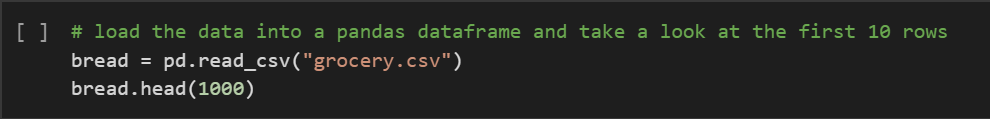 [ ] # load the data into a pandas dataframe and take a look at the first 10 rows
bread = pd.read_csv("grocery.csv")
bread.head(1000)